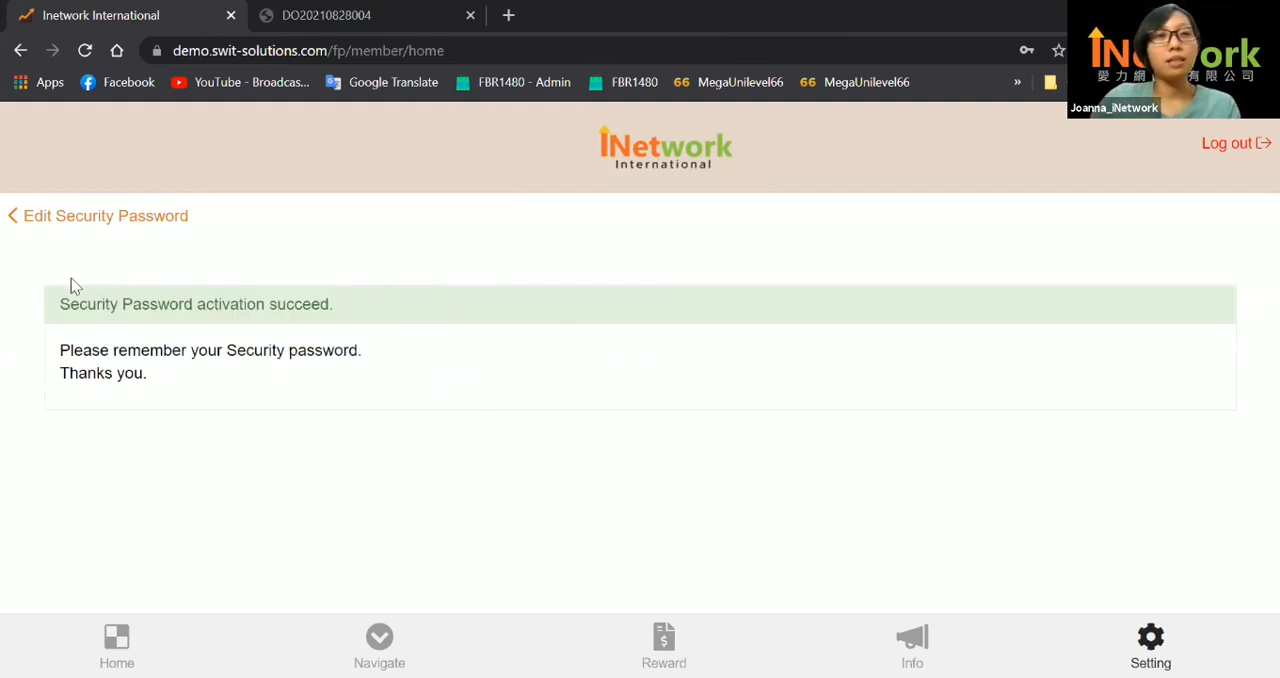 Inetwork International
DO20210828004
demo.swit-solutions.com/fp/member/home
Apps
Facebook
YouTube - Broadcas...
Google Translate
FBR1480 - Admin
FBR1480
66 MegaUnilevel66
66 MegaUnilevel66
»
Joanna_iNetwork
iNetwork
International
Log out
Edit Security Password
Security Password activation succeed.
Please remember your Security password.
Thanks you.
Home
Navigate
Reward
Info
Setting